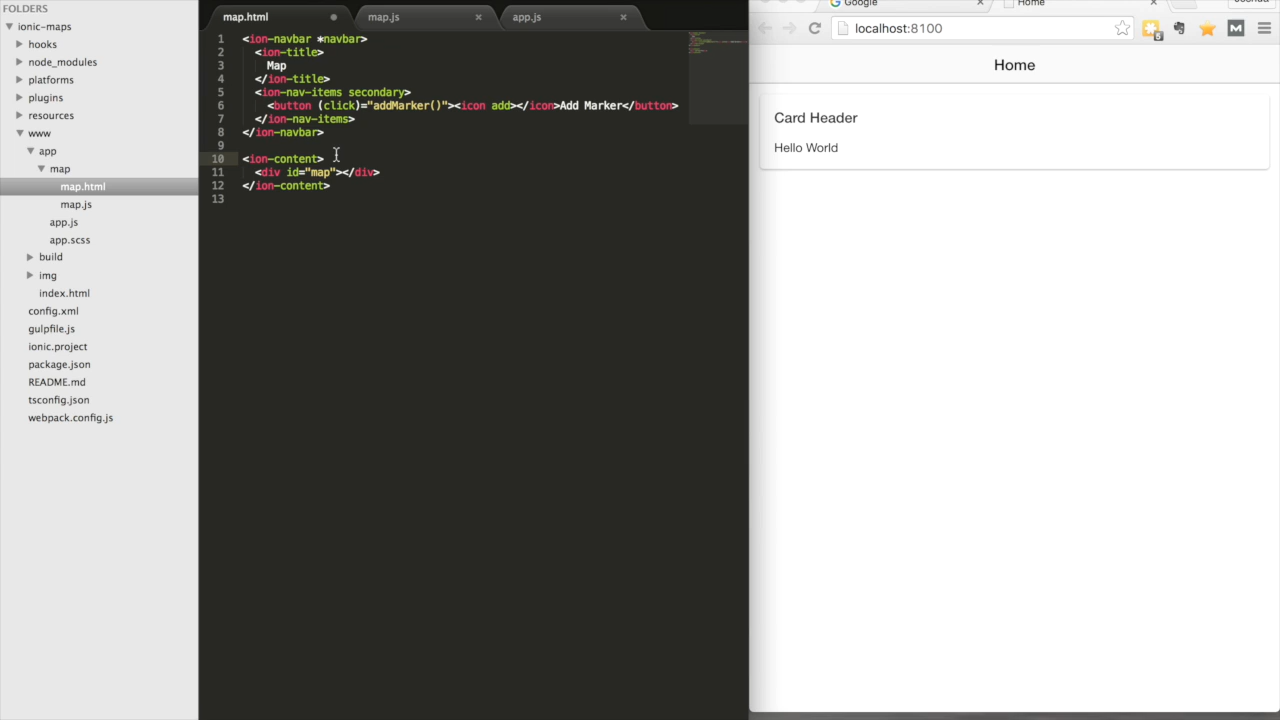 FOLDERS
ionic-maps
hooks
node_modules
platforms
plugins
resources
www
app
map
map.html
map.js
app.js
app.scss
build
img
index.html
config.xml
gulpfile.js
ionic.project
package.json
README.md
tsconfig.json
webpack.config.js
map.html
map.js
app.js
1 <ion-navbar *navbar>
2 <ion-title>
3 Map
4 </ion-title>
5 <ion-nav-items secondary>
6 <button (click)="addMarker()"><icon add></icon>Add Marker</button>
7 </ion-nav-items>
8 </ion-navbar>
9
10 <ion-content>
11 <div id="map"></div>
12 </ion-content>
13
Google
Home
localhost:8100
5
M
Home
Card Header
Hello World